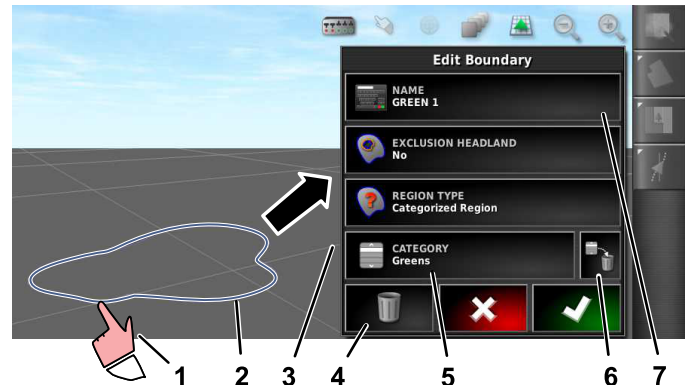 Edit Boundary
NAME
GREEN 1
EXCLUSION HEADLAND
No
REGION TYPE
Categorized Region
CATEGORY
Greens
1 2 3 4 5 6 7